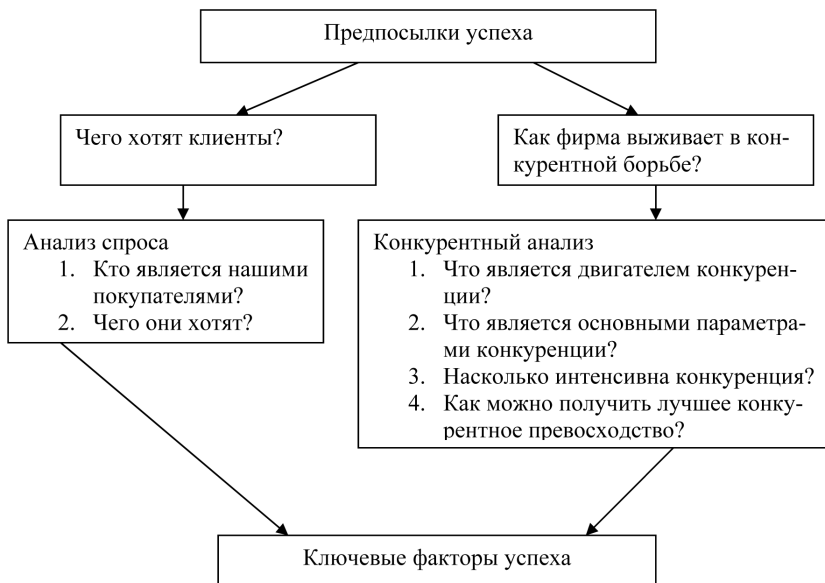 Предпосылки успеха
Чего хотят клиенты?
Как фирма выживает в кон-
курентной борьбе?
Анализ спроса
1. Кто является нашими
покупателями?
2. Чего они хотят?
Конкурентный анализ
1. Что является двигателем конкурен-
ции?
2. Что является основными параметра-
ми конкуренции?
3. Насколько интенсивна конкуренция?
4. Как можно получить лучшее конку-
рентное превосходство?
Ключевые факторы успеха